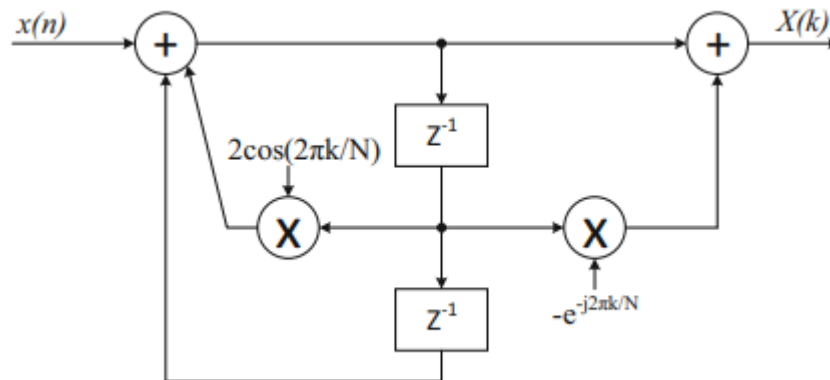 x(n)
+
+
X(k)
Z⁻¹
2cos(2πk/N)
X
X
Z⁻¹
-e⁻ʲ²πᵏ/ᴺ